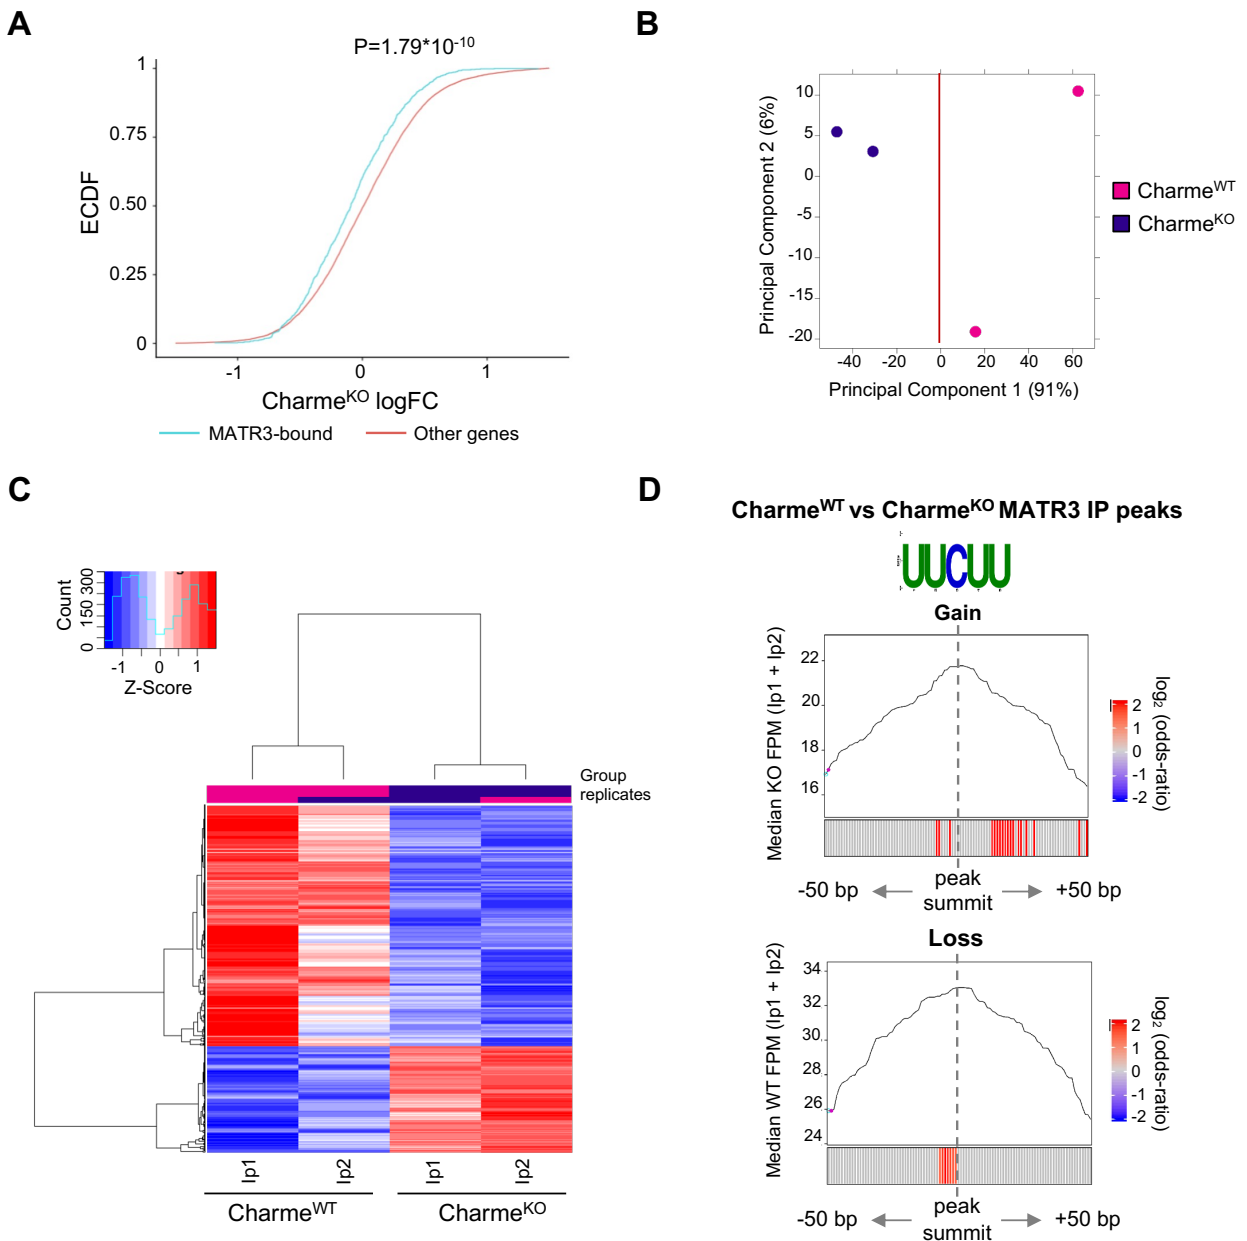 A
P=1.79*10-10
1
0.75
0.50
0.25
0
ECDF
-1
0
1
CharmeKO logFC
MATR3-bound
Other genes
B
10
5
0
-5
-10
-15
-20
Principal Component 2 (6%)
-40
-20
0
20
40
60
Principal Component 1 (91%)
CharmeWT
CharmeKO
C
Count
0
150
300
-1
0
1
Z-Score
Group
replicates
Ip1
Ip2
Ip1
Ip2
CharmeWT
CharmeKO
D
CharmeWT vs CharmeKO MATR3 IP peaks
UUCUU
Gain
Median KO FPM (Ip1 + Ip2)
22
20
18
16
2
1
0
-1
-2
log2 (odds-ratio)
-50 bp
peak
summit
+50 bp
Loss
Median WT FPM (Ip1 + Ip2)
34
32
30
28
26
24
2
1
0
-1
-2
log2 (odds-ratio)
-50 bp
peak
summit
+50 bp